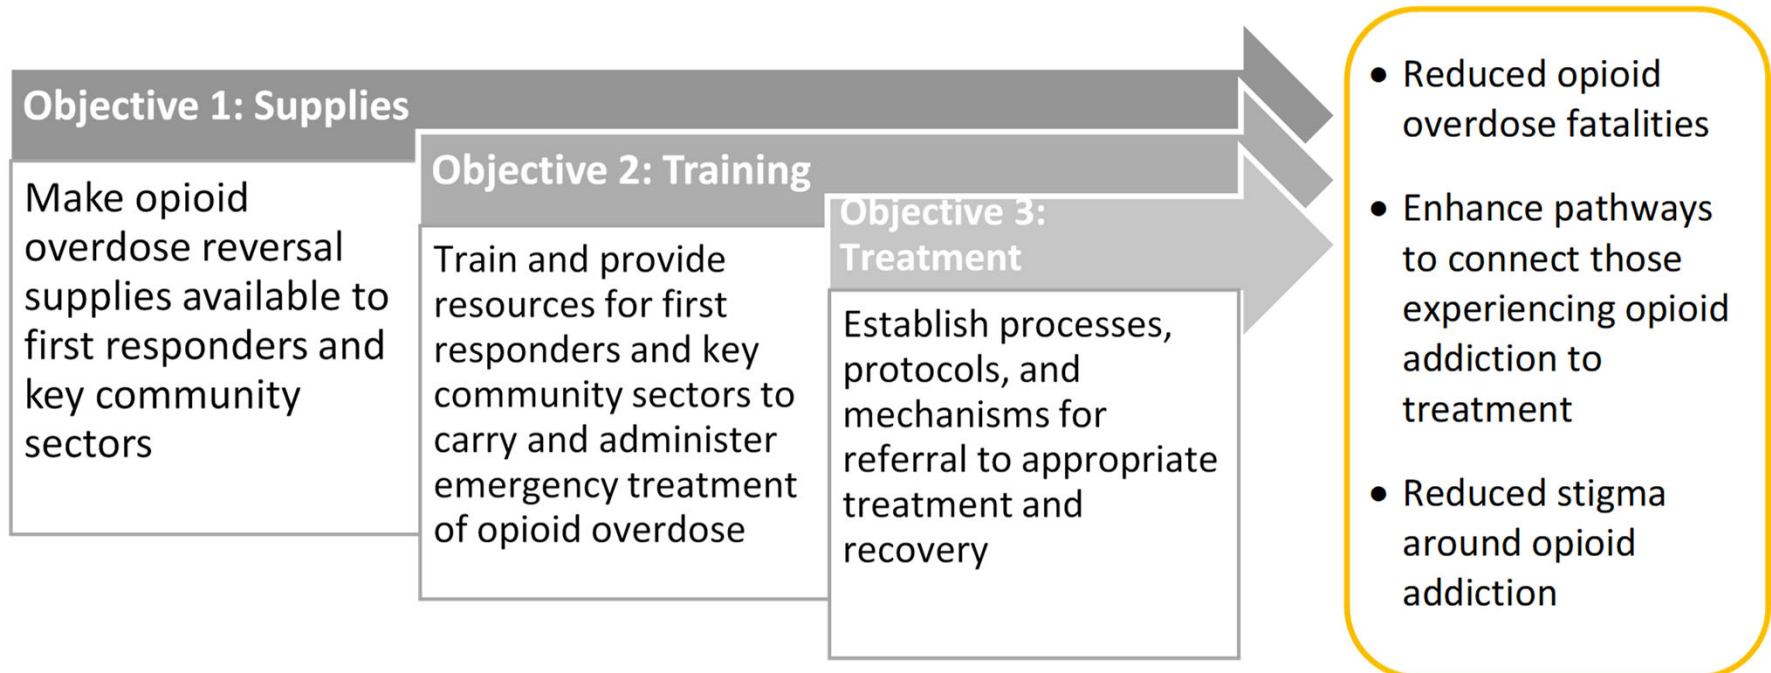 Objective 1: Supplies
Make opioid
overdose reversal
supplies available to
first responders and
key community
sectors
Objective 2: Training
Train and provide
resources for first
responders and key
community sectors to
carry and administer
emergency treatment
of opioid overdose
Objective 3:
Treatment
Establish processes,
protocols, and
mechanisms for
referral to appropriate
treatment and
recovery
● Reduced opioid
overdose fatalities
● Enhance pathways
to connect those
experiencing opioid
addiction to
treatment
● Reduced stigma
around opioid
addiction